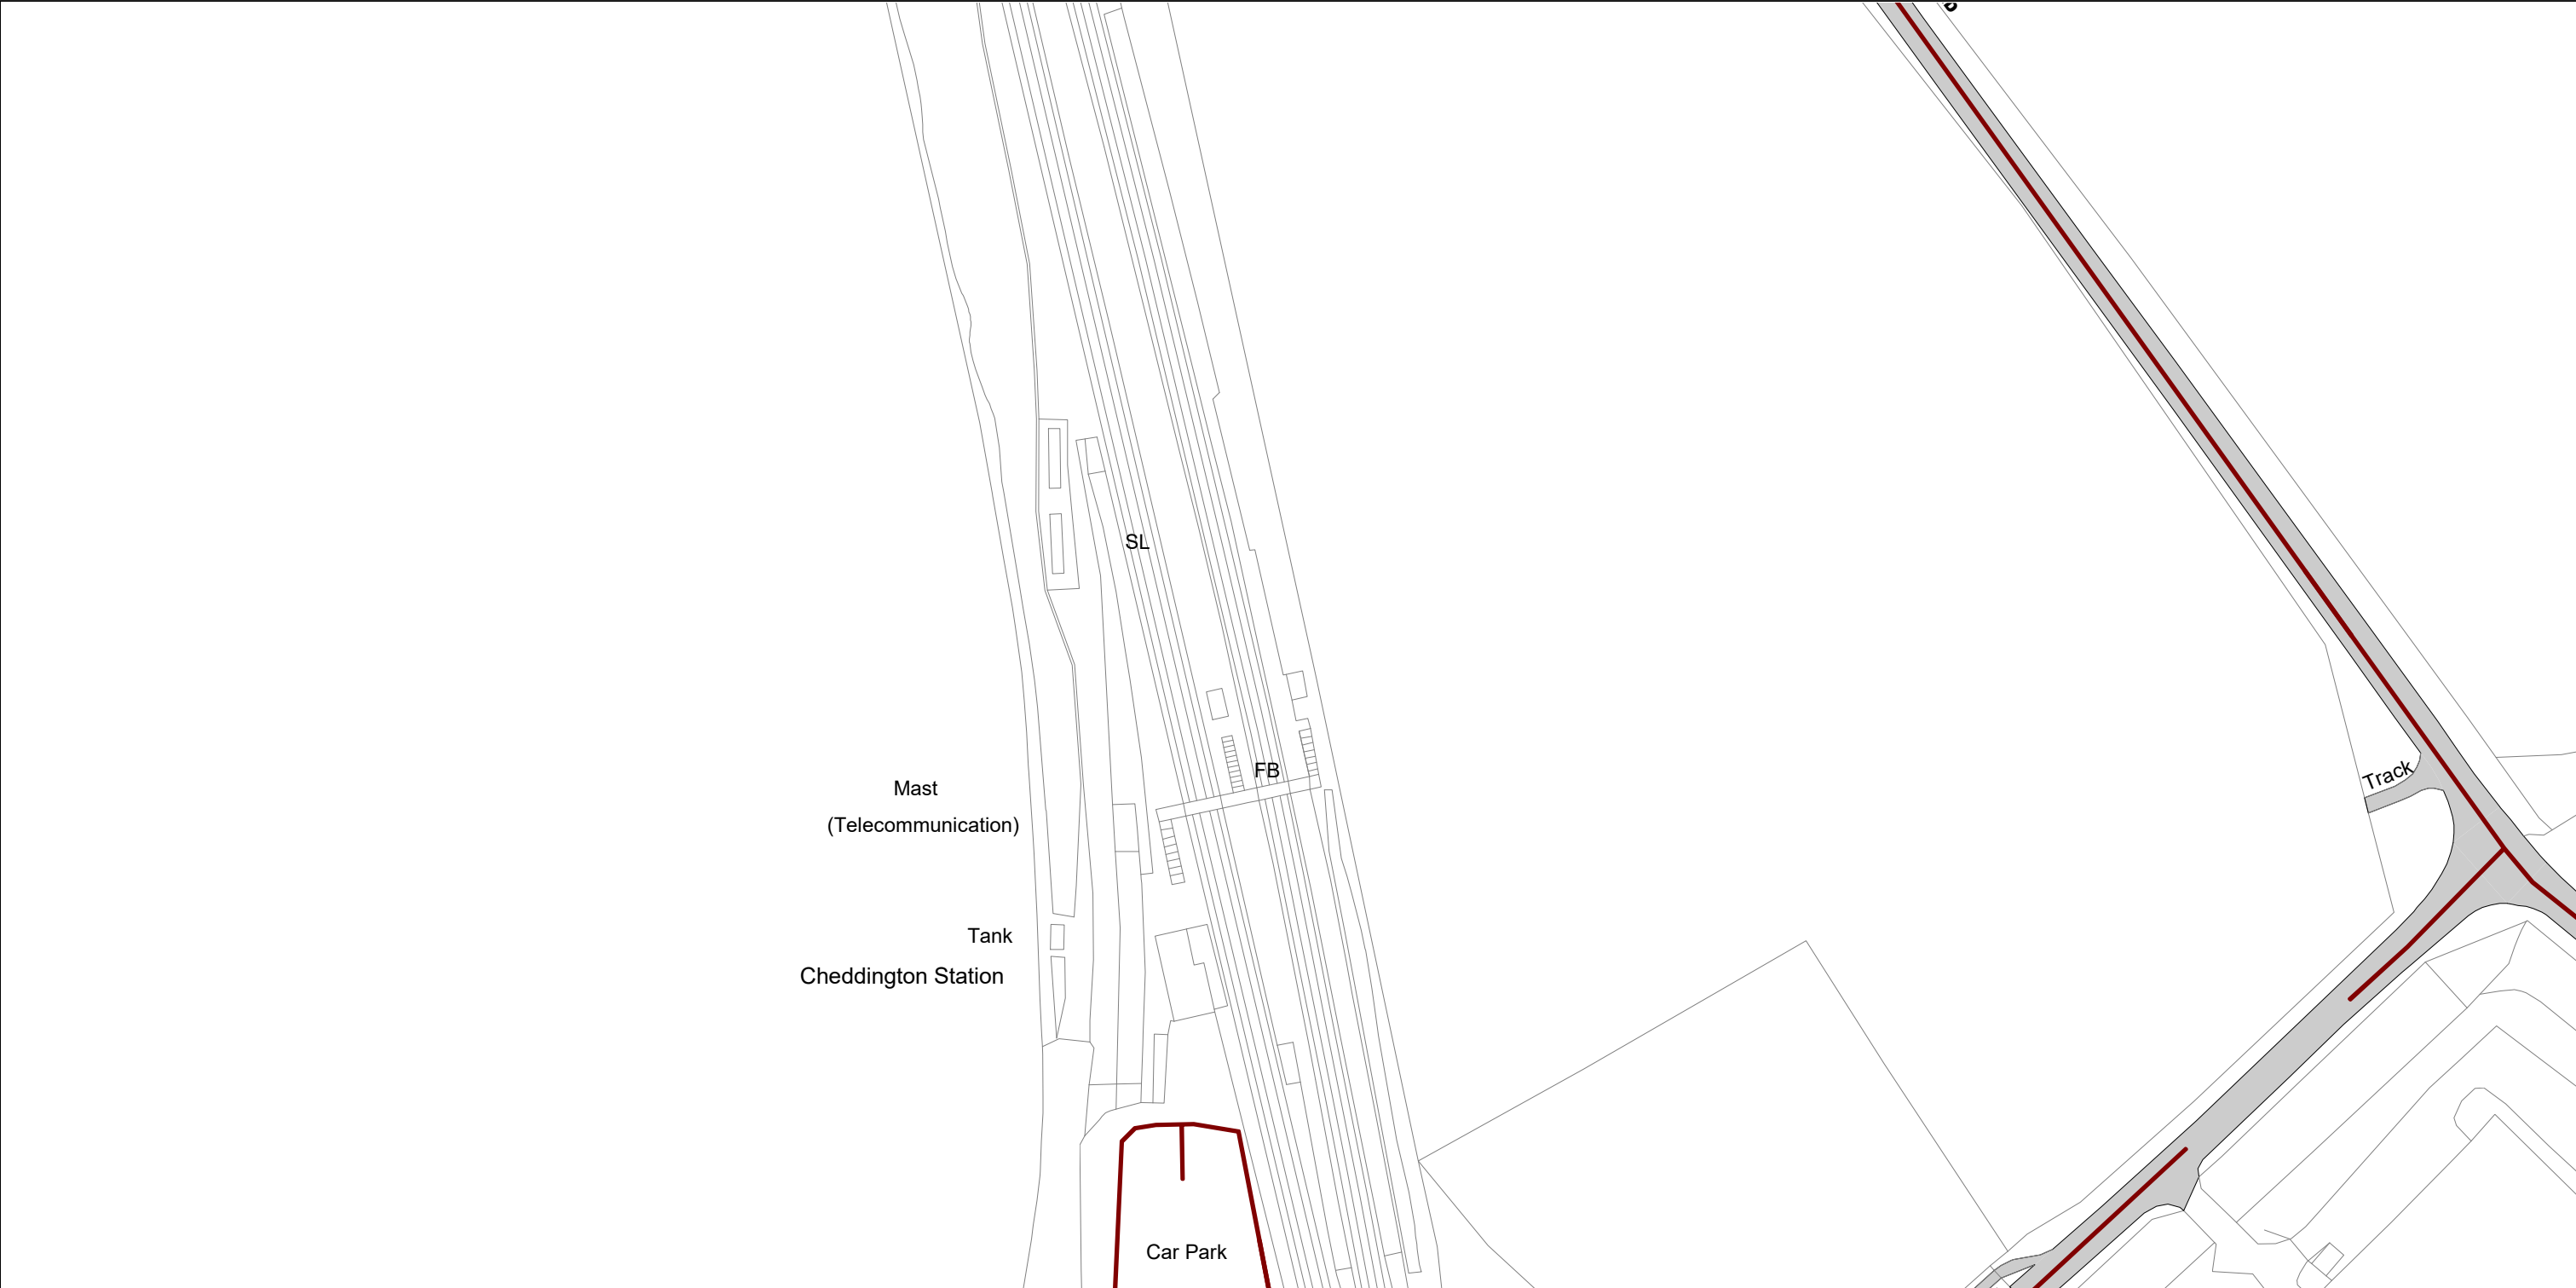 SL
FB
Track
Mast
(Telecommunication)
Tank
Cheddington Station
Car Park